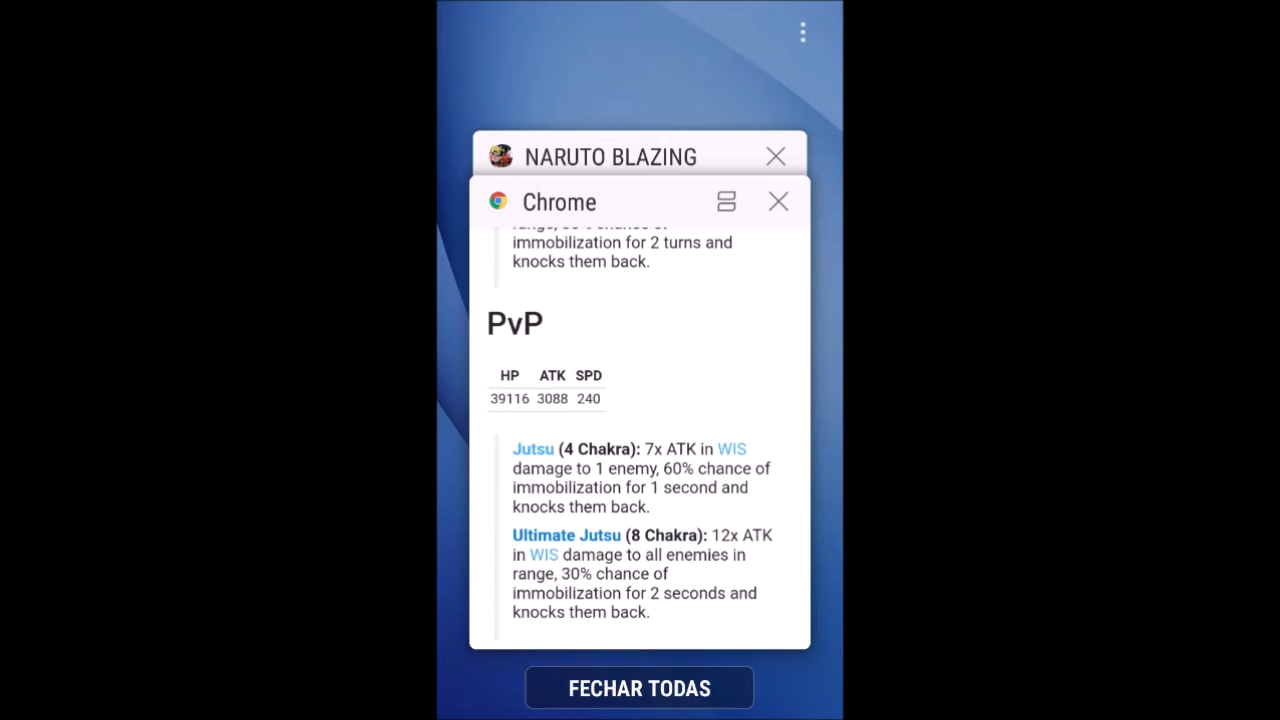 NARUTO BLAZING
Chrome
immobilization for 2 turns and
knocks them back.
PvP
HP ATK SPD
39116 3088 240
Jutsu (4 Chakra): 7x ATK in WIS
damage to 1 enemy, 60% chance of
immobilization for 1 second and
knocks them back.
Ultimate Jutsu (8 Chakra): 12x ATK
in WIS damage to all enemies in
range, 30% chance of
immobilization for 2 seconds and
knocks them back.
FECHAR TODAS